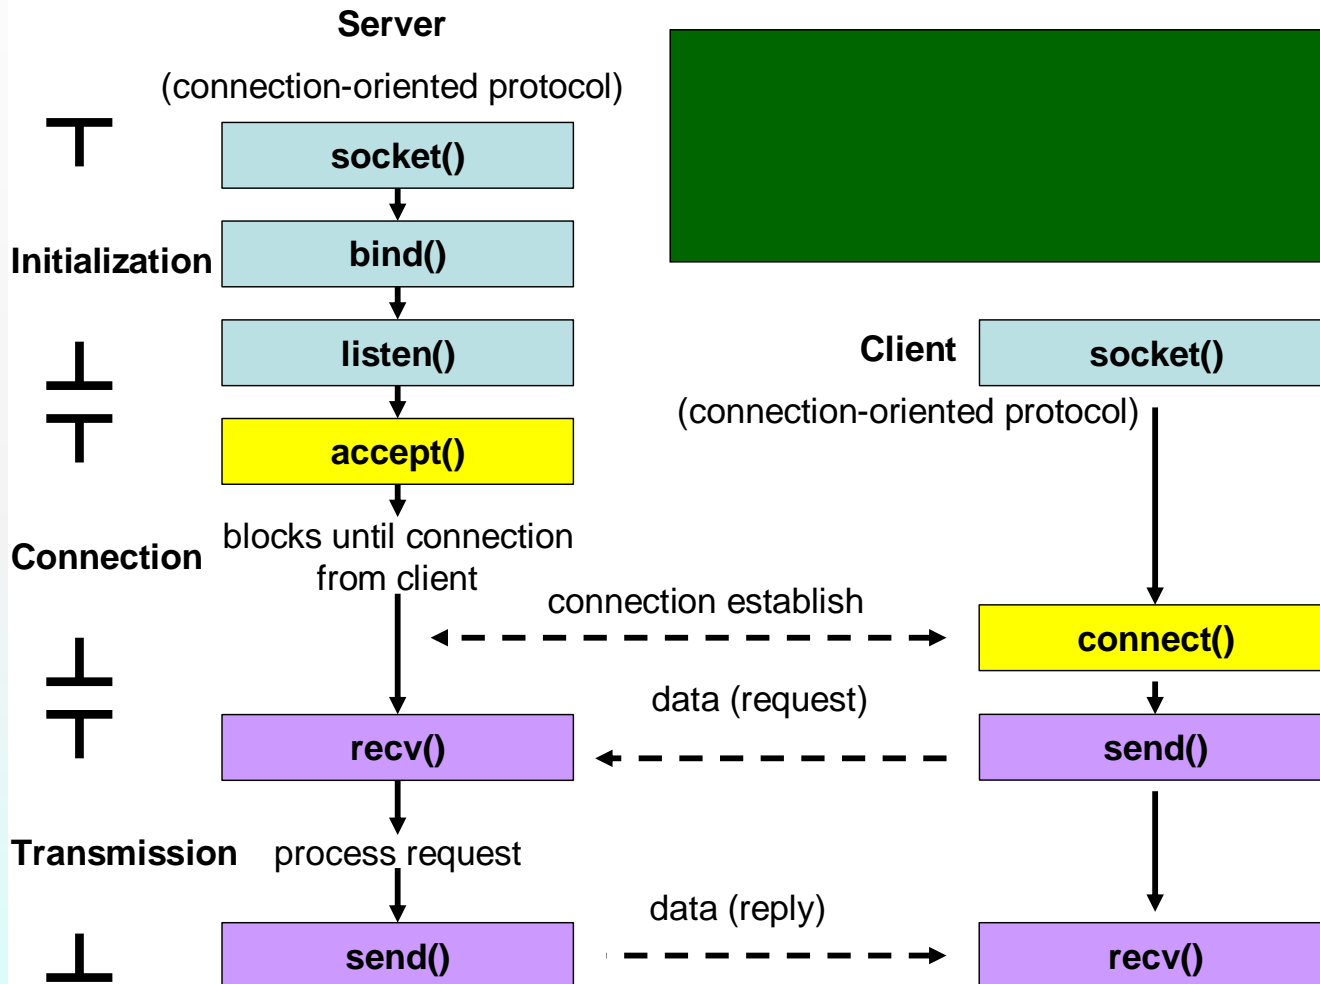 Server
(connection-oriented protocol)
socket()
Initialization
bind()
listen()
Client
socket()
(connection-oriented protocol)
accept()
blocks until connection
from client
Connection
connection establish
connect()
data (request)
recv()
send()
Transmission
process request
data (reply)
send()
recv()